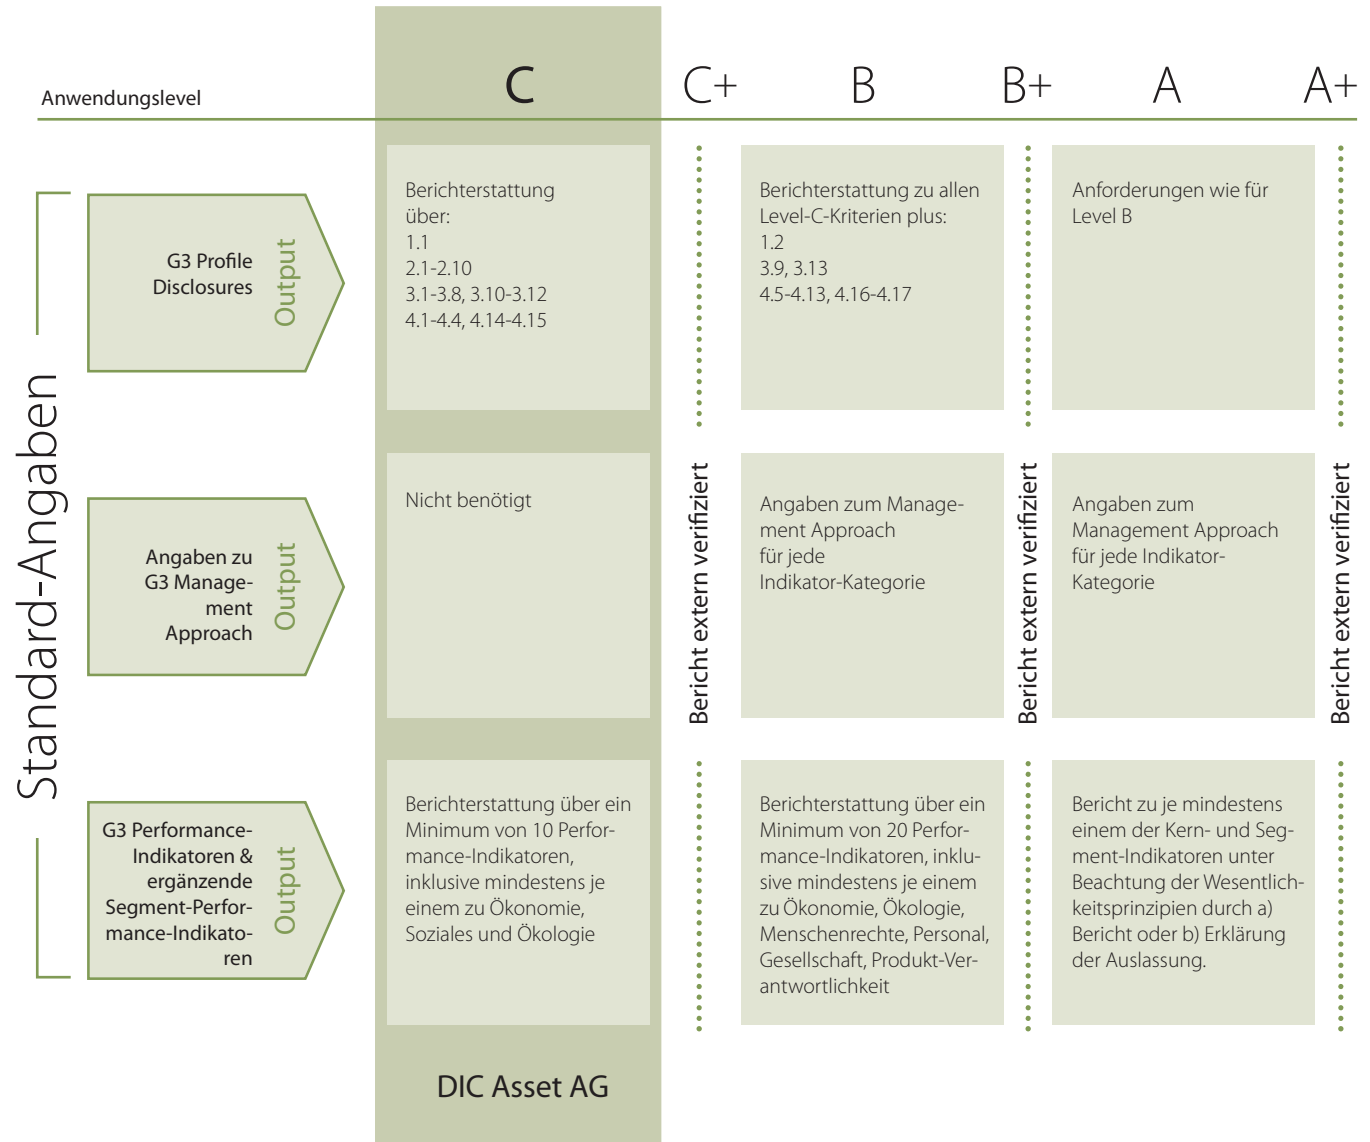 Anwendungslevel
C
C+
B
B+
A
A+
Standard-Angaben
G3 Profile
Disclosures
Output
Berichterstattung
über:
1.1
2.1-2.10
3.1-3.8, 3.10-3.12
4.1-4.4, 4.14-4.15
Berichterstattung zu allen
Level-C-Kriterien plus:
1.2
3.9, 3.13
4.5-4.13, 4.16-4.17
Anforderungen wie für
Level B
Angaben zu
G3 Manage-
ment
Approach
Output
Nicht benötigt
Bericht extern verifiziert
Angaben zum Manage-
ment Approach
für jede
Indikator-Kategorie
Bericht extern verifiziert
Angaben zum
Management Approach
für jede Indikator-
Kategorie
Bericht extern verifiziert
G3 Performance-
Indikatoren &
ergänzende
Segment-Perfor-
mance-Indikato-
ren
Output
Berichterstattung über ein
Minimum von 10 Perfor-
mance-Indikatoren,
inklusive mindestens je
einem zu Ökonomie,
Soziales und Ökologie
Berichterstattung über ein
Minimum von 20 Perfor-
mance-Indikatoren, inklu-
sive mindestens je einem
zu Ökonomie, Ökologie,
Menschenrechte, Personal,
Gesellschaft, Produkt-Ver-
antwortlichkeit
Bericht zu je mindestens
einem der Kern- und Seg-
ment-Indikatoren unter
Beachtung der Wesentlich-
keitsprinzipien durch a)
Bericht oder b) Erklärung
der Auslassung.
DIC Asset AG